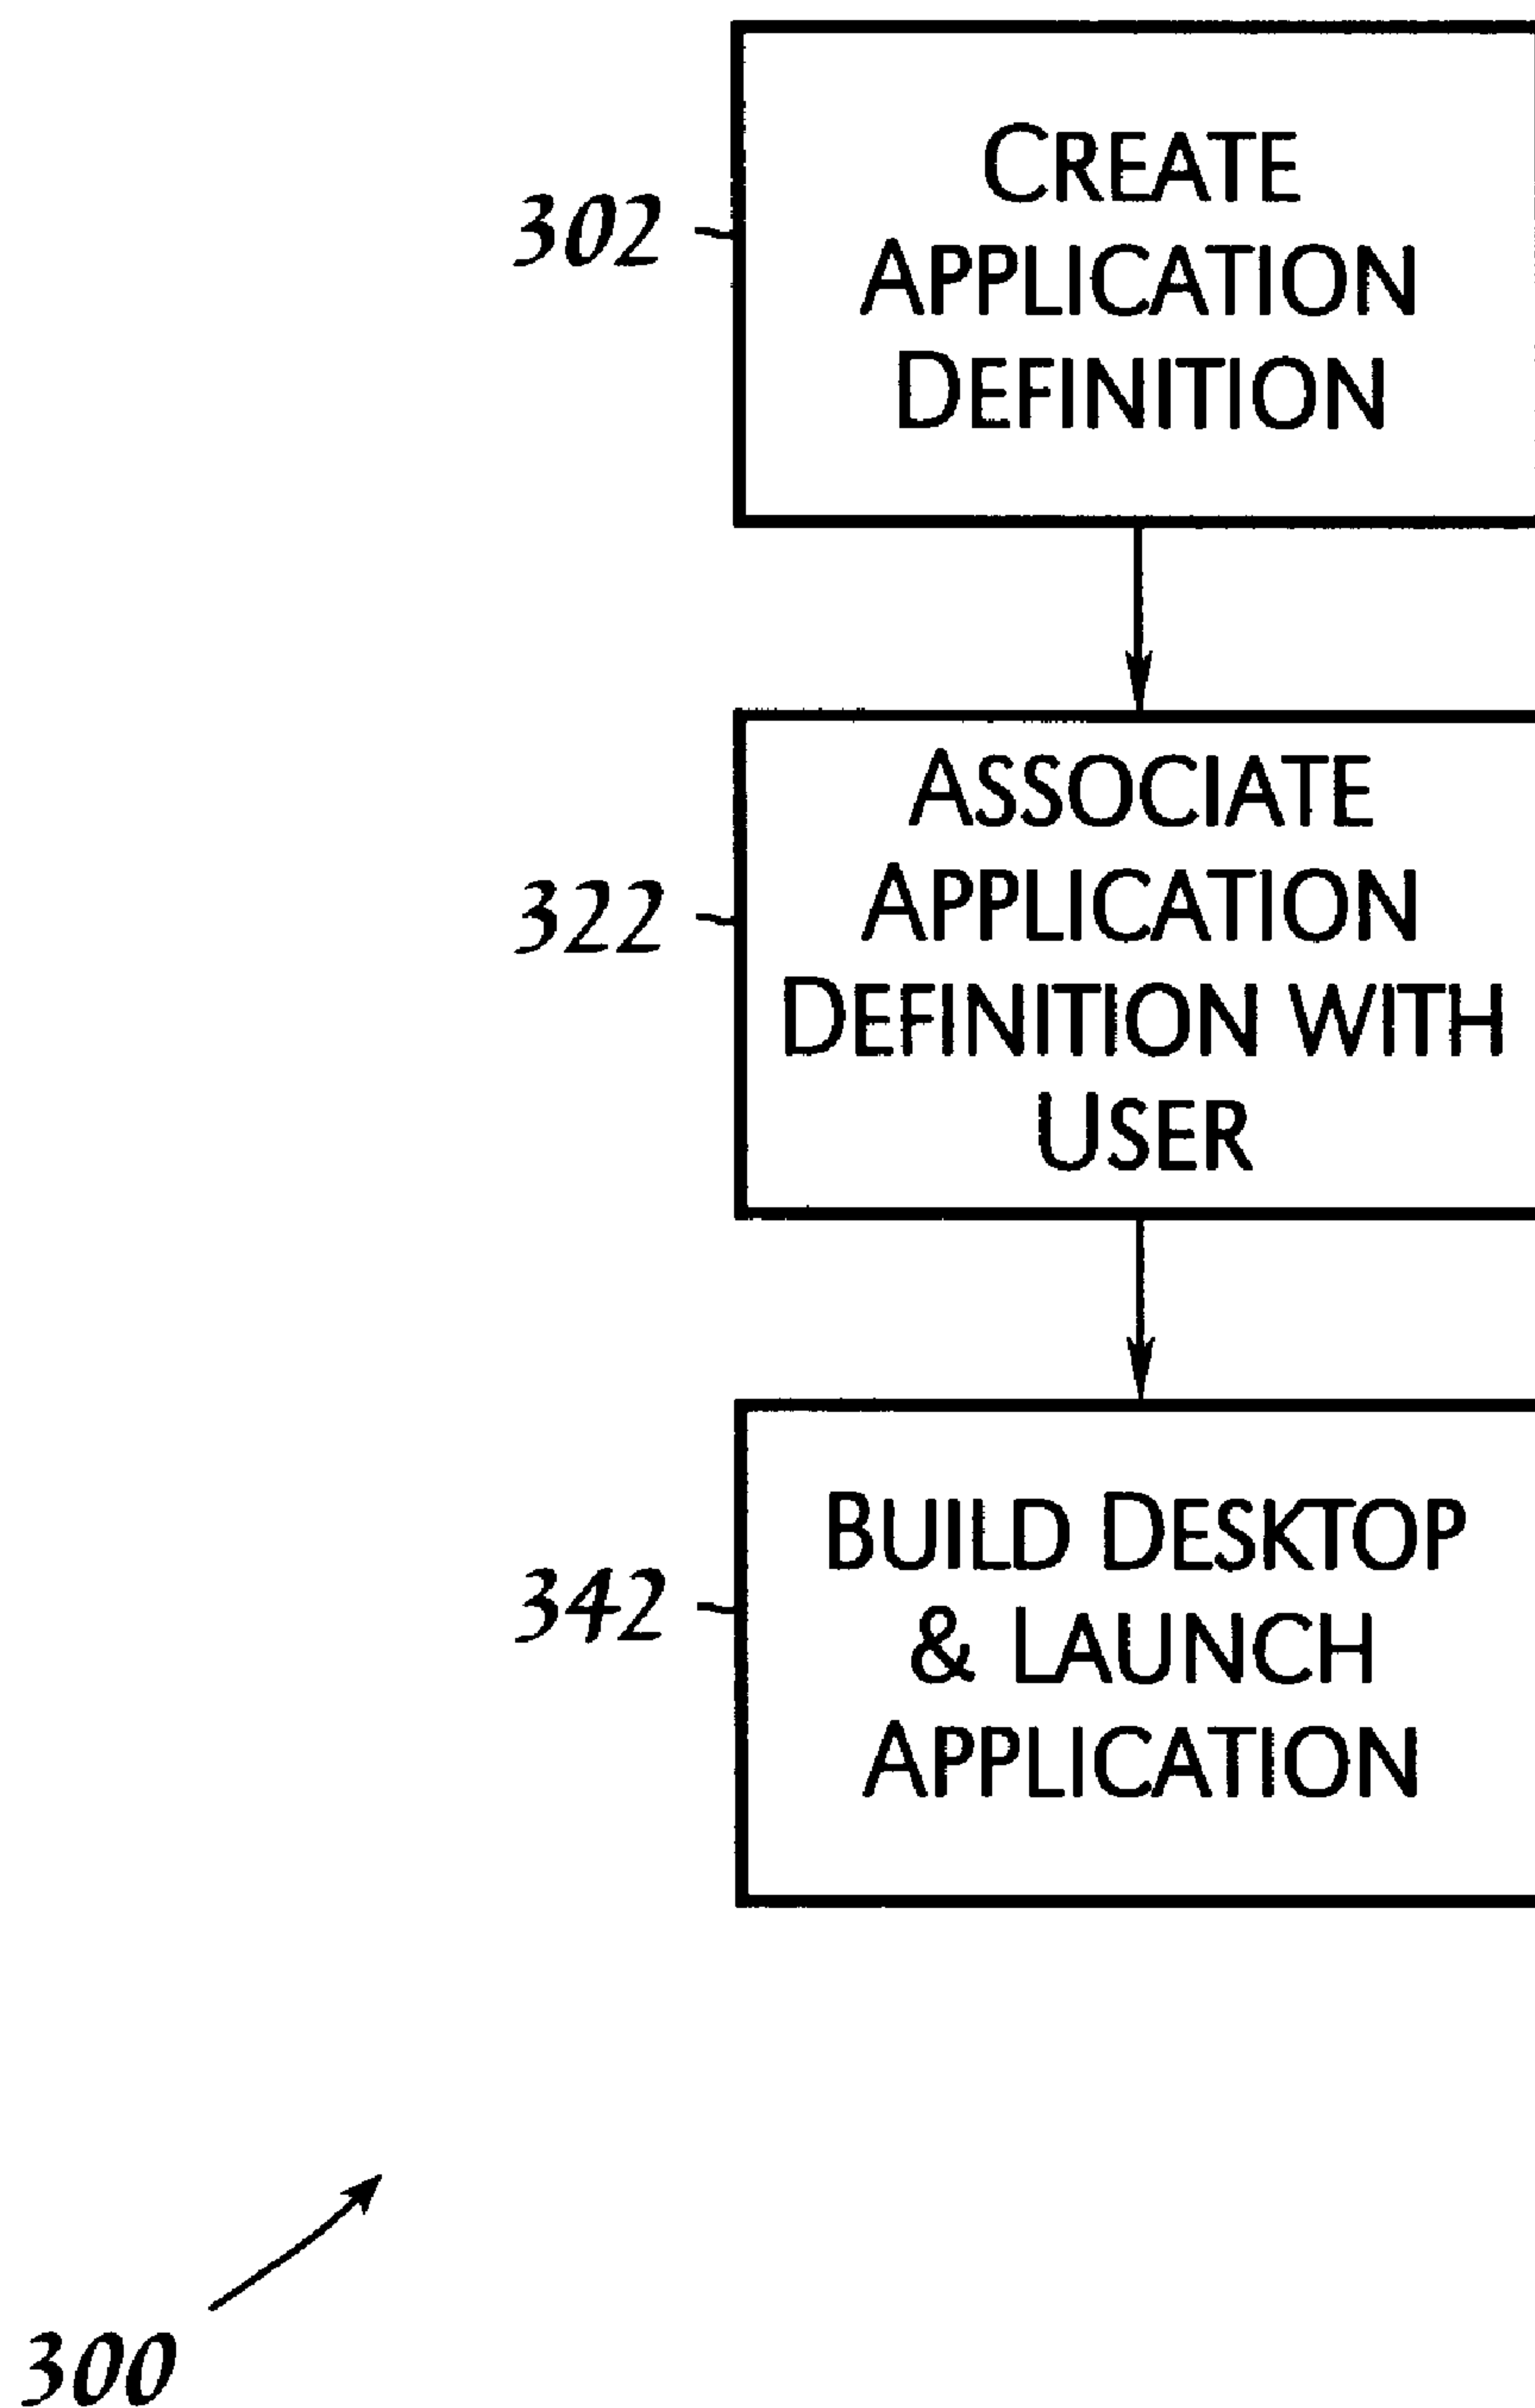 CREATE
302
APPLICATION
DEFINITION
ASSOCIATE
322
APPLICATION
DEFINITION WITH
USER
BUILD DESKTOP
342
& LAUNCH
APPLICATION
300